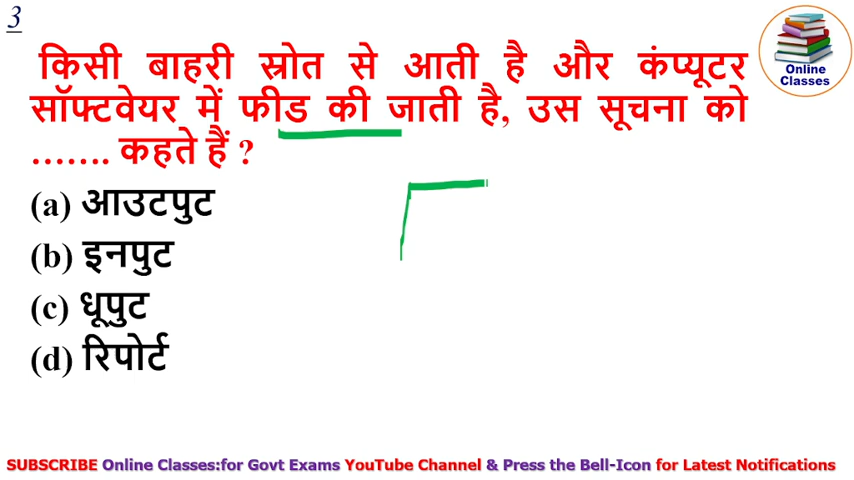 3
किसी बाहरी स्रोत से आती है और कंप्यूटर
सॉफ्टवेयर में फीड की जाती है, उस सूचना को
....... कहते हैं ?
(a) आउटपुट
(b) इनपुट
(c) धूपुट
(d) रिपोर्ट
Online
Classes
SUBSCRIBE Online Classes:for Govt Exams YouTube Channel & Press the Bell-Icon for Latest Notifications